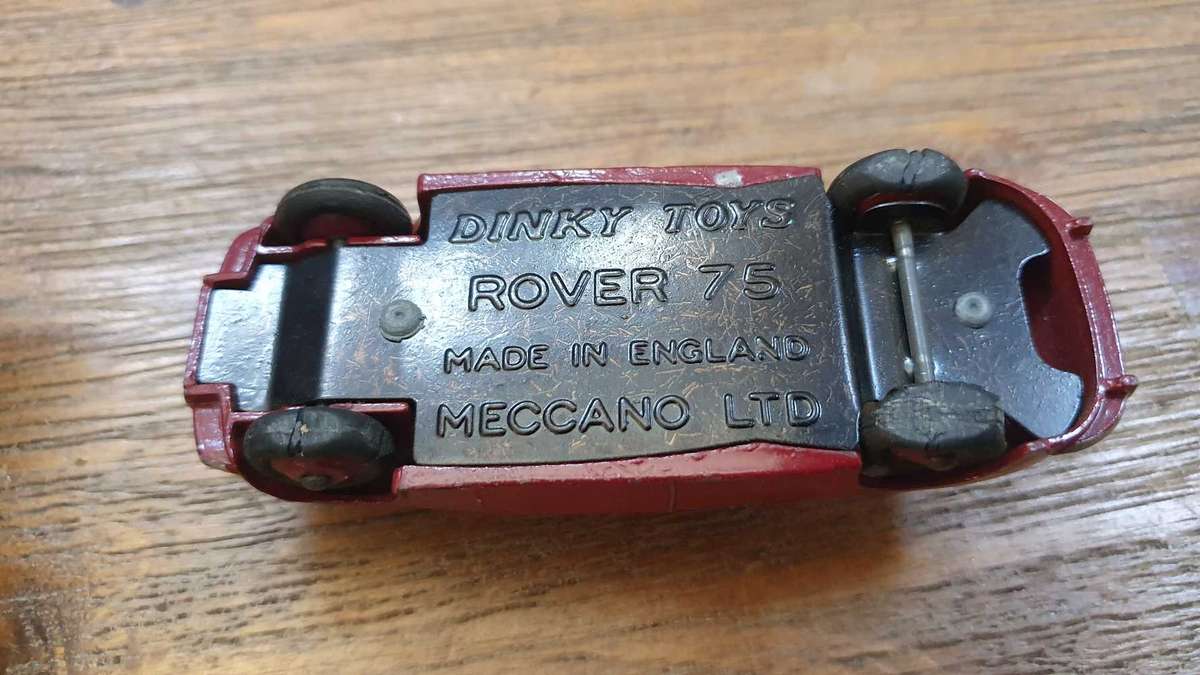 DINKY TOYS
ROVER 75
MADE IN ENGLAND
MECCANO LTD